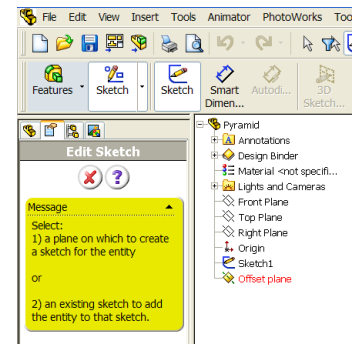 File Edit View Insert Tools Animator PhotoWorks Too
Features Sketch Sketch Smart Dimen... Autodi... 3D Sketch...
Edit Sketch
Message
Select:
1) a plane on which to create
a sketch for the entity
or
2) an existing sketch to add
the entity to that sketch.
Pyramid
Annotations
Design Binder
Material <not specifi...
Lights and Cameras
Front Plane
Top Plane
Right Plane
Origin
Sketch1
Offset plane